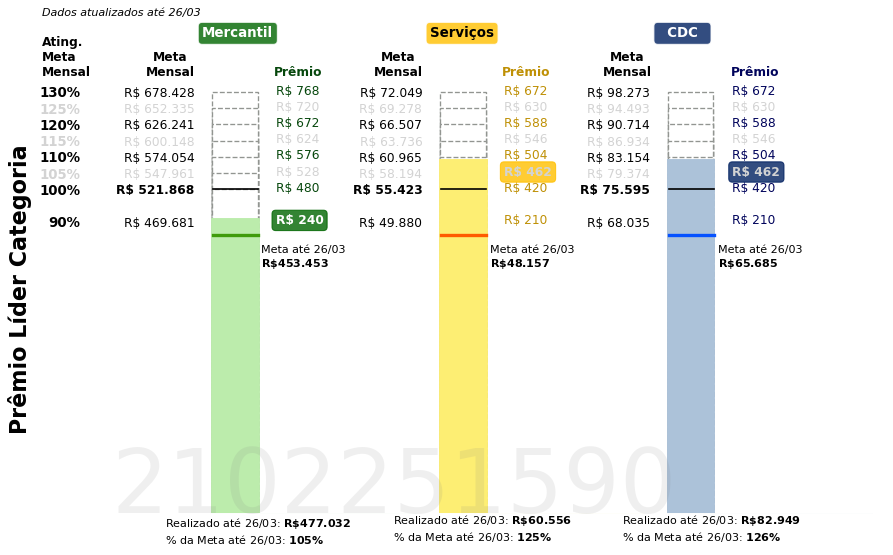 Dados atualizados até 26/03
Mercantil Serviços CDC
Ating. Meta Mensal
Meta Mensal Prêmio Meta Mensal Prêmio Meta Mensal Prêmio
130% R$ 678.428 R$ 768 R$ 72.049 R$ 672 R$ 98.273 R$ 672
125% R$ 652.335 R$ 720 R$ 69.278 R$ 630 R$ 94.493 R$ 630
120% R$ 626.241 R$ 672 R$ 66.507 R$ 588 R$ 90.714 R$ 588
115% R$ 600.148 R$ 624 R$ 63.736 R$ 546 R$ 86.934 R$ 546
110% R$ 574.054 R$ 576 R$ 60.965 R$ 504 R$ 83.154 R$ 504
105% R$ 547.961 R$ 528 R$ 58.194 R$ 462 R$ 79.374 R$ 462
100% R$ 521.868 R$ 480 R$ 55.423 R$ 420 R$ 75.595 R$ 420
90% R$ 469.681 R$ 240 R$ 49.880 R$ 210 R$ 68.035 R$ 210
Meta até 26/03 Meta até 26/03 Meta até 26/03
R$453.453 R$48.157 R$65.685
Prêmio Líder Categoria
2102251590
Realizado até 26/03: R$477.032 Realizado até 26/03: R$60.556 Realizado até 26/03: R$82.949
% da Meta até 26/03: 105% % da Meta até 26/03: 125% % da Meta até 26/03: 126%